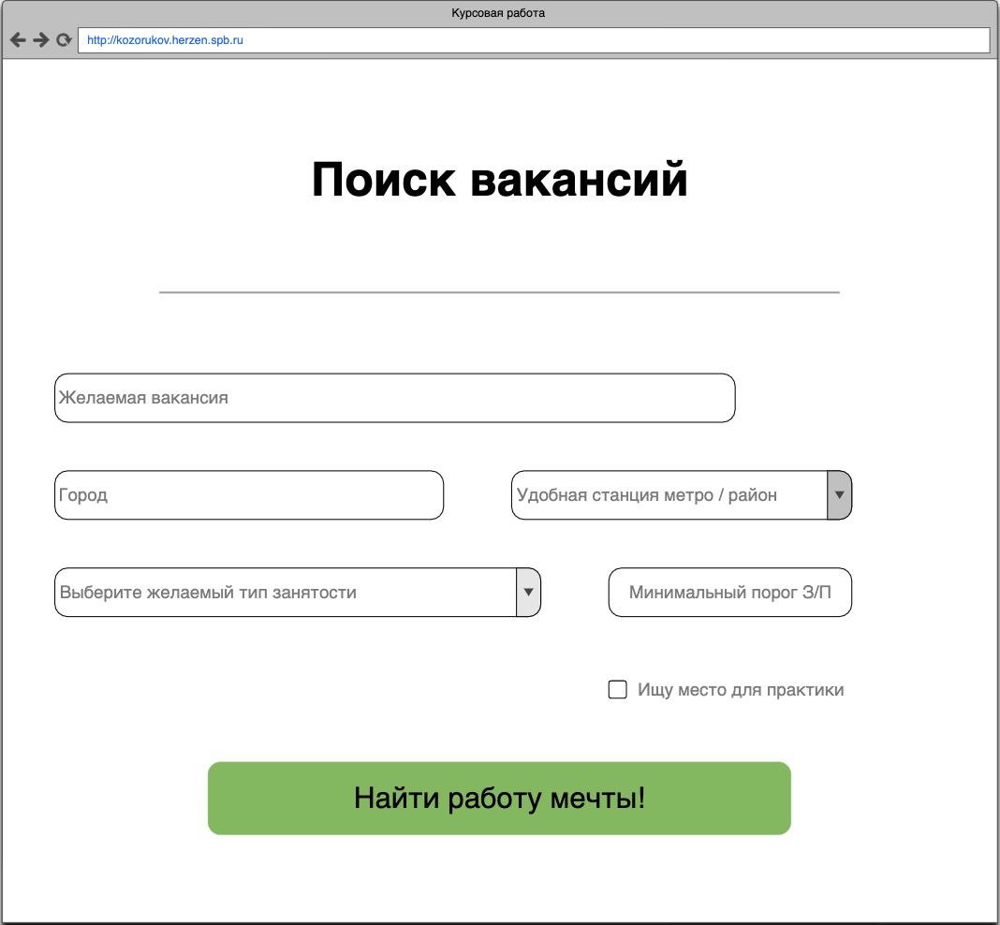 Курсовая работа
http://kozorukov.herzen.spb.ru
Поиск вакансий
Желаемая вакансия
Город
Удобная станция метро / район
Выберите желаемый тип занятости
Минимальный порог З/П
Ищу место для практики
Найти работу мечты!